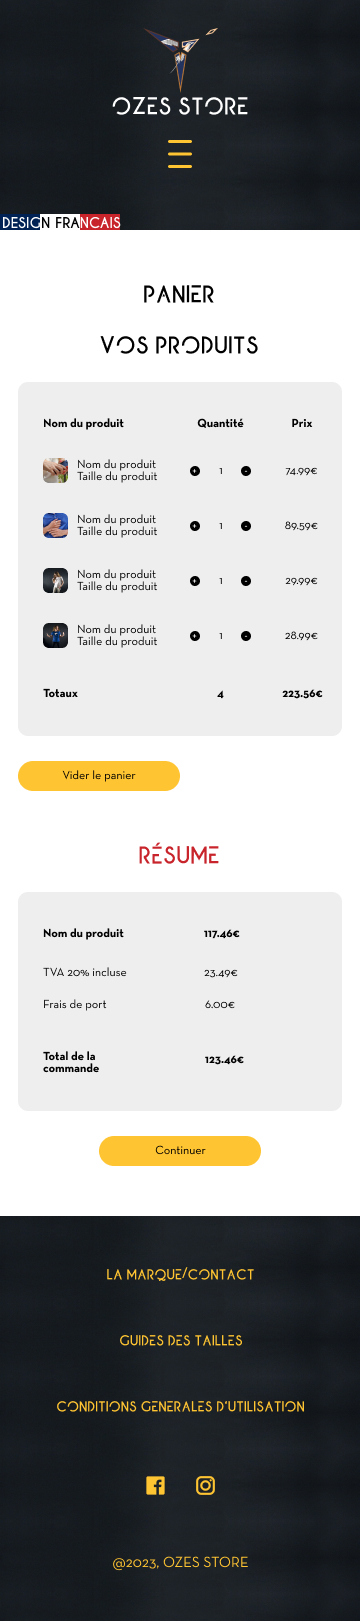 OZES STORE
DESIGN FRANCAIS
PANIER
VOS PRODUITS
Nom du produit Quantité Prix
Nom du produit
Taille du produit
+ 1 - 74.99€
Nom du produit
Taille du produit
+ 1 - 89.59€
Nom du produit
Taille du produit
+ 1 - 29.99€
Nom du produit
Taille du produit
+ 1 - 28.99€
Totaux 4 223.56€
Vider le panier
RÉSUME
Nom du produit 117.46€
TVA 20% incluse 23.49€
Frais de port 6.00€
Total de la
commande
123.46€
Continuer
LA MARQUE/CONTACT
GUIDES DES TAILLES
CONDITIONS GENERALES D'UTILISATION
@2023, OZES STORE